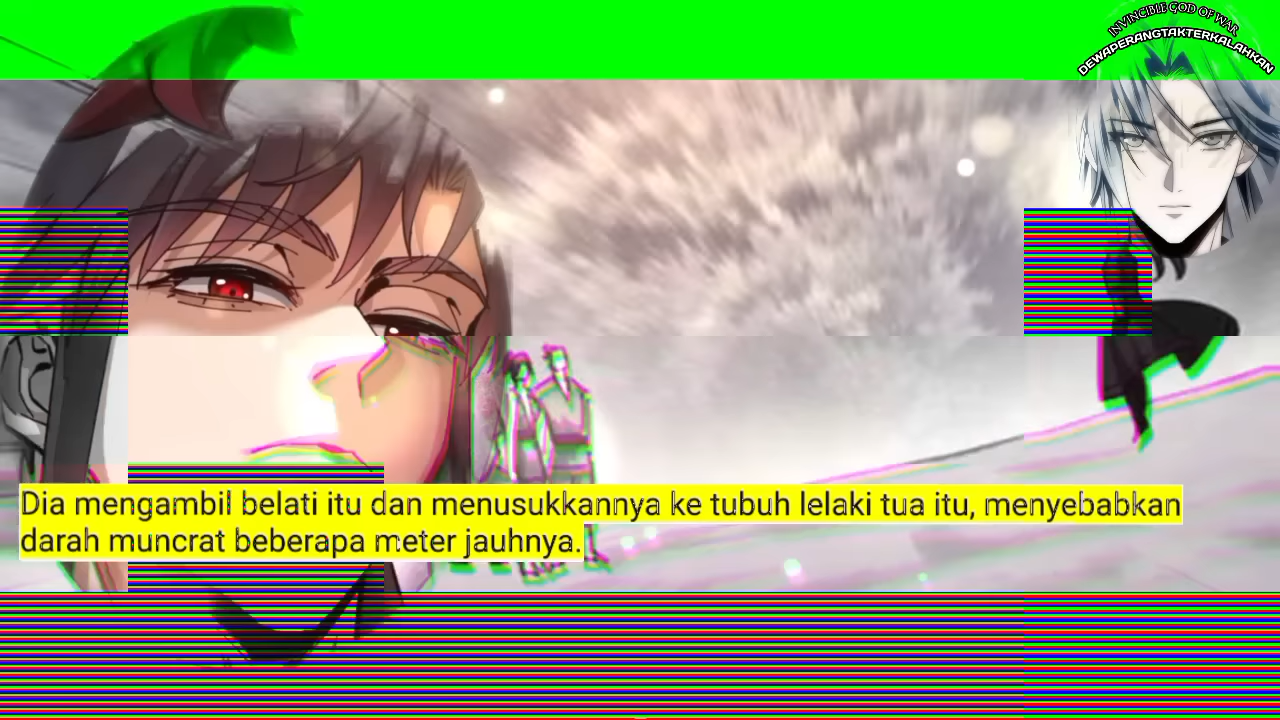 INVINCIBLE GOD OF WAR
DEWAPERANGTAKTERKALAHKAN
Dia mengambil belati itu dan menusukkannya ke tubuh lelaki tua itu, menyebabkan
darah muncrat beberapa meter jauhnya.